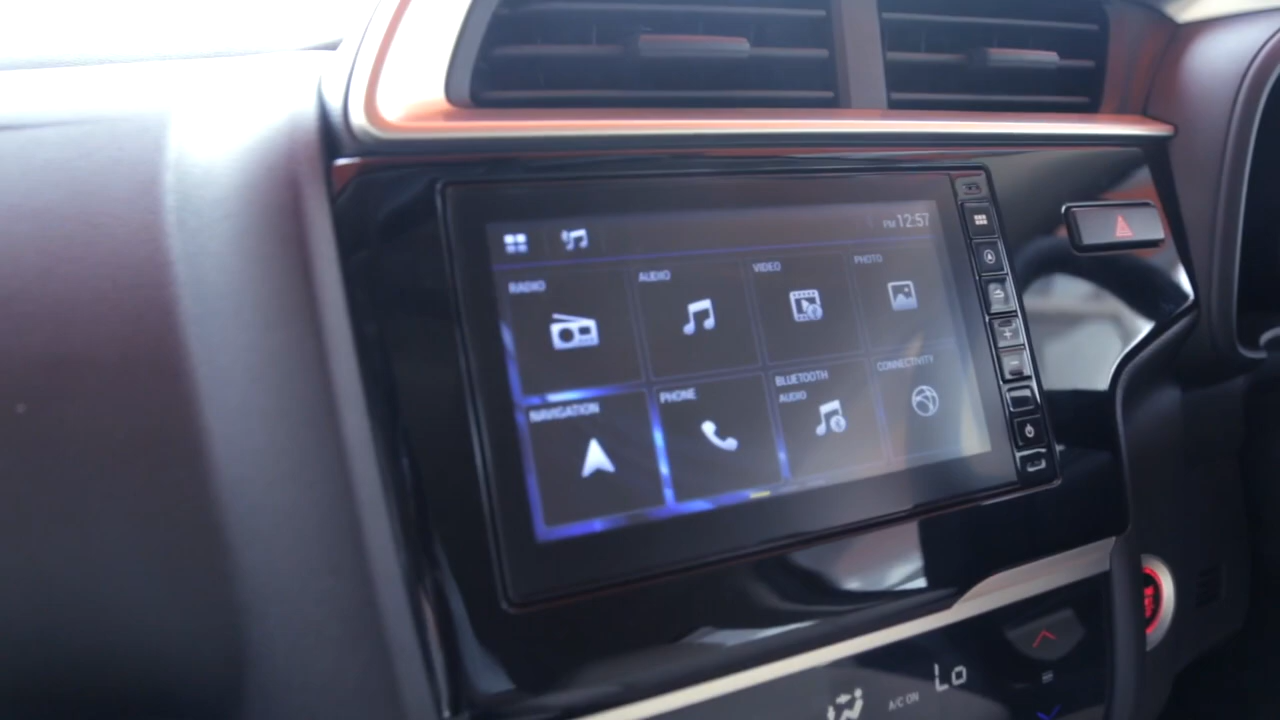 PM 12:57
RADIO
AUDIO
VIDEO
PHOTO
NAVIGATION
PHONE
BLUETOOTH
AUDIO
CONNECTIVITY
Lo
A/C ON